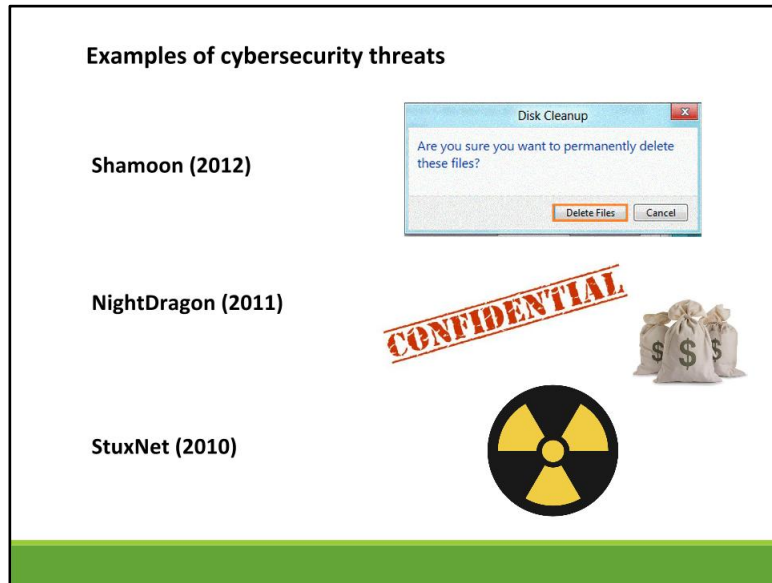 Examples of cybersecurity threats
Shamoon (2012)
Disk Cleanup
x
Are you sure you want to permanently delete
these files?
Delete Files
Cancel
NightDragon (2011)
CONFIDENTIAL
$
$
$
StuxNet (2010)